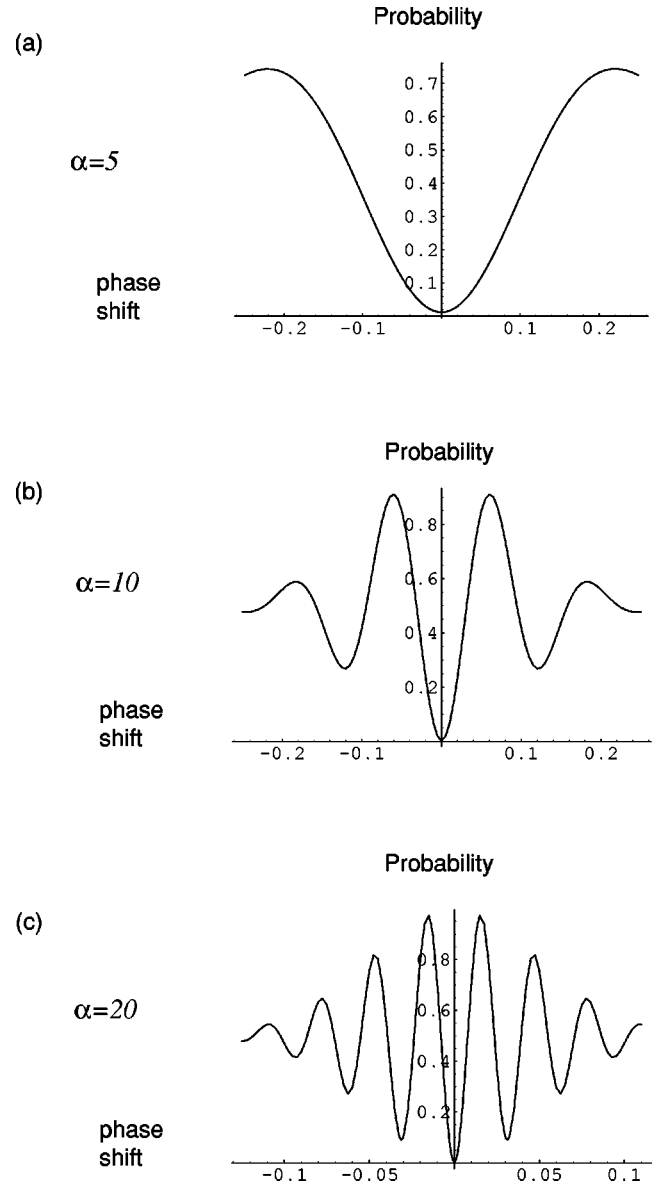 Probability
(a)
0.7
0.6
α=5
0.5
0.4
0.3
0.2
phase
shift
0.1
-0.2 -0.1 0.1 0.2
Probability
(b)
0.8
α=10
0.6
0.4
0.2
phase
shift
-0.2 -0.1 0.1 0.2
Probability
(c)
0.8
α=20
0.6
0.4
0.2
phase
shift
-0.1 -0.05 0.05 0.1